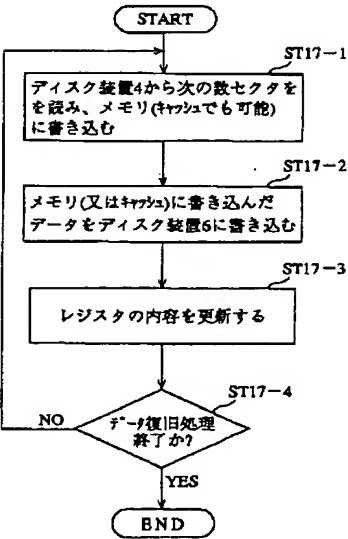 START
ST17-1
ディスク装置4から次の数セクタを
を読み、メモリ(キャッシュでも可能)
に書き込む
ST17-2
メモリ(又はキャッシュ)に書き込んだ
データをディスク装置6に書き込む
ST17-3
レジスタの内容を更新する
ST17-4
データ復旧処理
終了か?
NO
YES
END